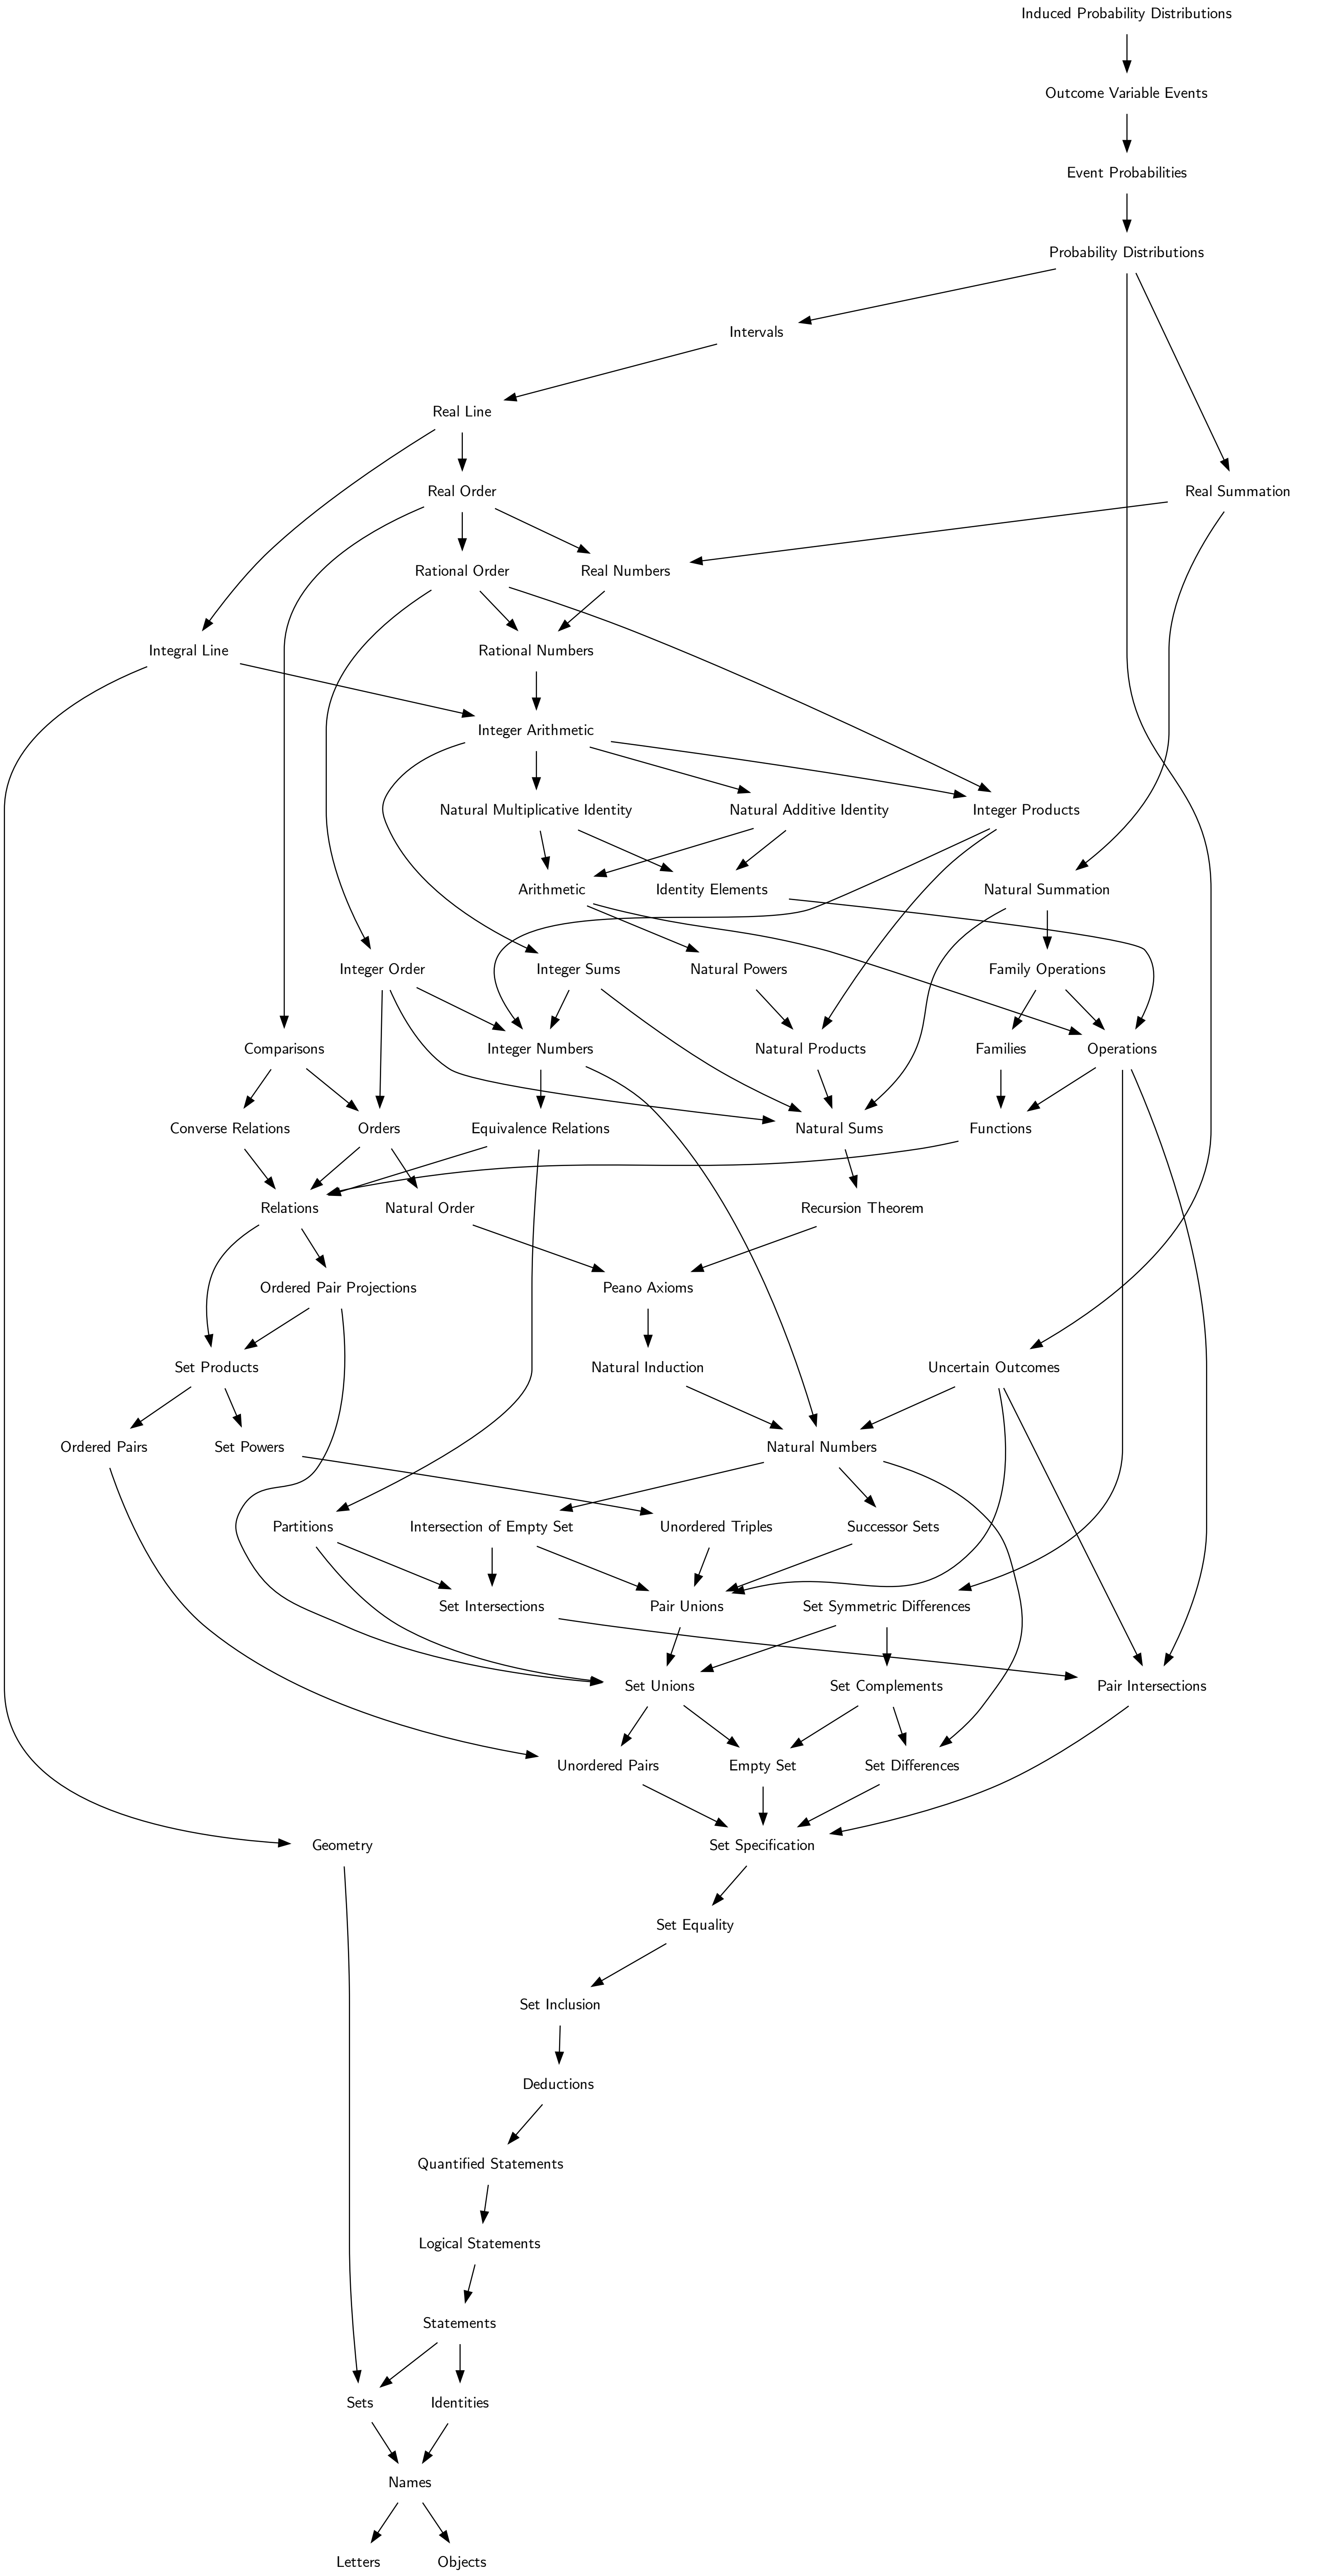 Induced Probability Distributions
Outcome Variable Events
Event Probabilities
Probability Distributions
Intervals
Real Line
Real Order
Real Summation
Rational Order
Real Numbers
Integral Line
Rational Numbers
Integer Arithmetic
Natural Multiplicative Identity
Natural Additive Identity
Integer Products
Arithmetic
Identity Elements
Natural Summation
Integer Order
Integer Sums
Natural Powers
Family Operations
Comparisons
Integer Numbers
Natural Products
Families
Operations
Converse Relations
Orders
Equivalence Relations
Natural Sums
Functions
Relations
Natural Order
Recursion Theorem
Ordered Pair Projections
Peano Axioms
Set Products
Natural Induction
Uncertain Outcomes
Ordered Pairs
Set Powers
Natural Numbers
Partitions
Intersection of Empty Set
Unordered Triples
Successor Sets
Set Intersections
Pair Unions
Set Symmetric Differences
Set Unions
Set Complements
Pair Intersections
Unordered Pairs
Empty Set
Set Differences
Geometry
Set Specification
Set Equality
Set Inclusion
Deductions
Quantified Statements
Logical Statements
Statements
Sets
Identities
Names
Letters
Objects